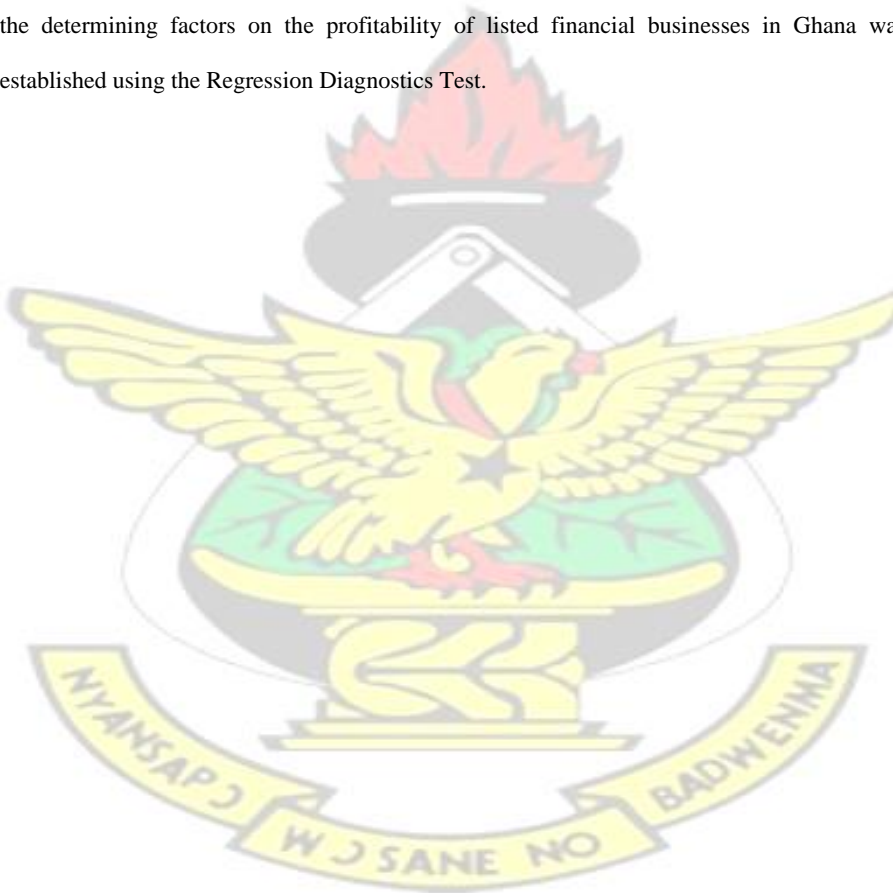 the determining factors on the profitability of listed financial businesses in Ghana wa
established using the Regression Diagnostics Test.
NYANSAPƆ WƆSANE NO BADWENMA